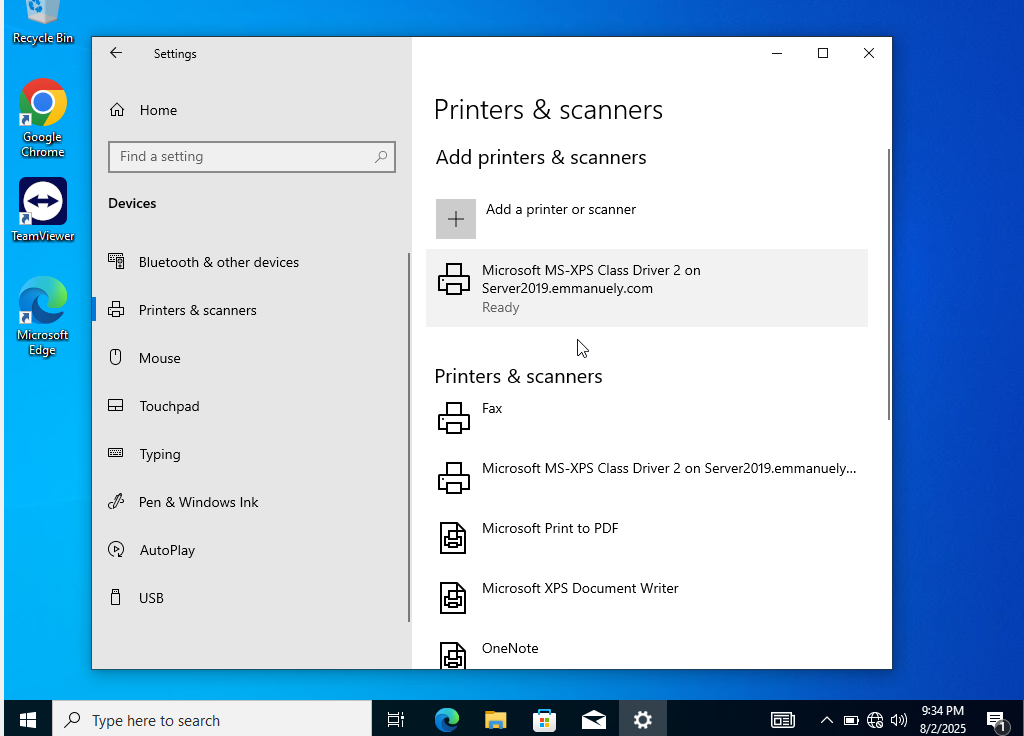 Recycle Bin
Google
Chrome
TeamViewer
Microsoft
Edge
Settings
Home
Find a setting
Devices
Bluetooth & other devices
Printers & scanners
Mouse
Touchpad
Typing
Pen & Windows Ink
AutoPlay
USB
Printers & scanners
Add printers & scanners
Add a printer or scanner
Microsoft MS-XPS Class Driver 2 on
Server2019.emmanuely.com
Ready
Printers & scanners
Fax
Microsoft MS-XPS Class Driver 2 on Server2019.emmanuely...
Microsoft Print to PDF
Microsoft XPS Document Writer
OneNote
Type here to search
9:34 PM
8/2/2025
1